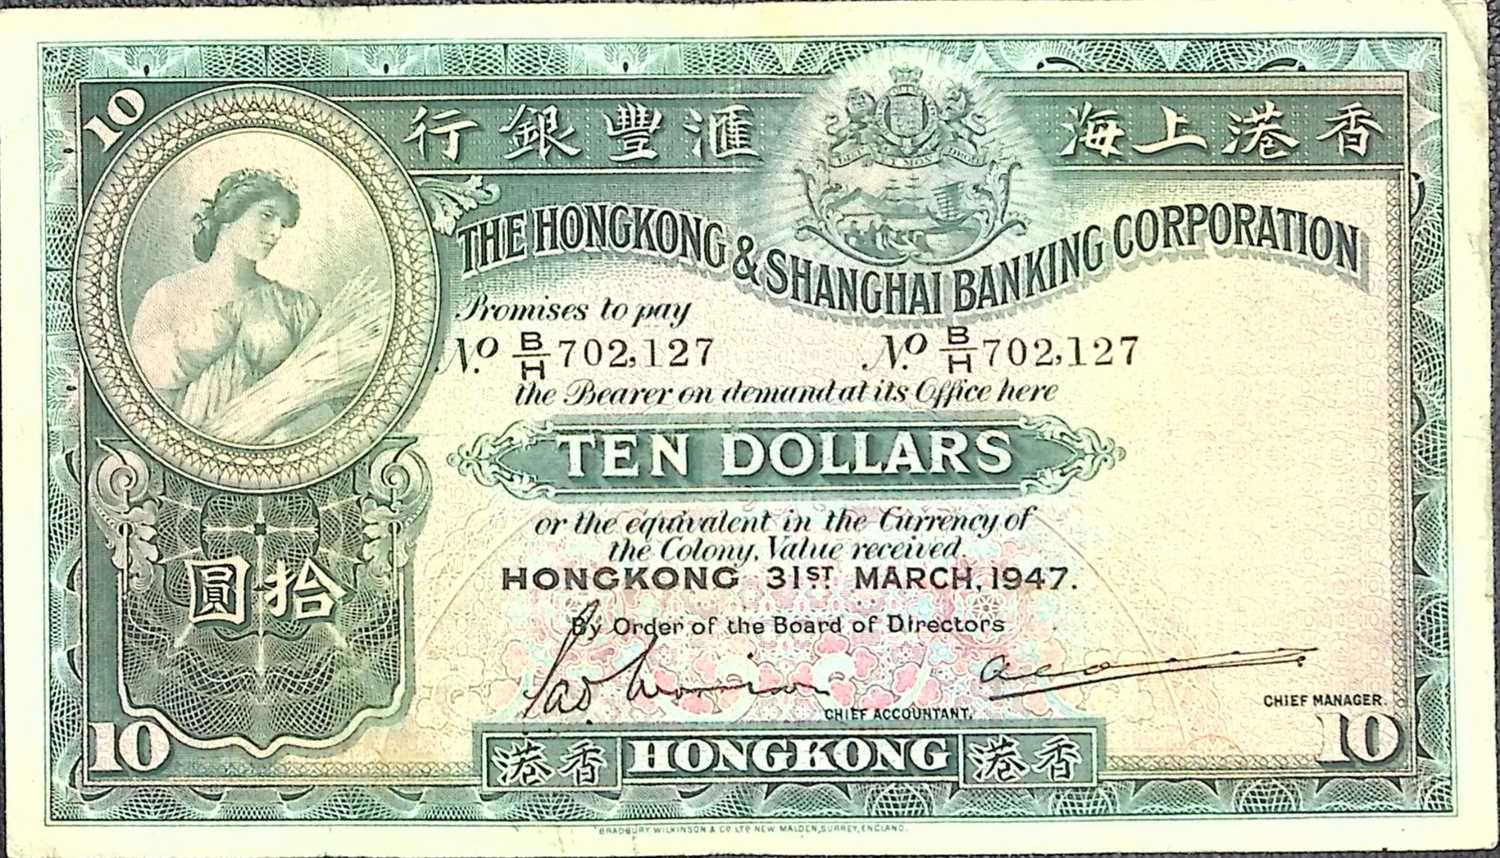 10
行銀豐滙 海上港香
THE HONGKONG & SHANGHAI BANKING CORPORATION
Promises to pay
No. B/H 702,127 No. B/H 702,127
the Bearer on demand at its Office here
TEN DOLLARS
or the equivalent in the Currency of
the Colony. Value received.
HONGKONG 31ST MARCH, 1947.
圓拾
By Order of the Board of Directors
CHIEF ACCOUNTANT.
CHIEF MANAGER.
10 10
港香 HONGKONG 港香
BRADBURY WILKINSON & Co LTD NEW MALDEN, SURREY, ENGLAND.